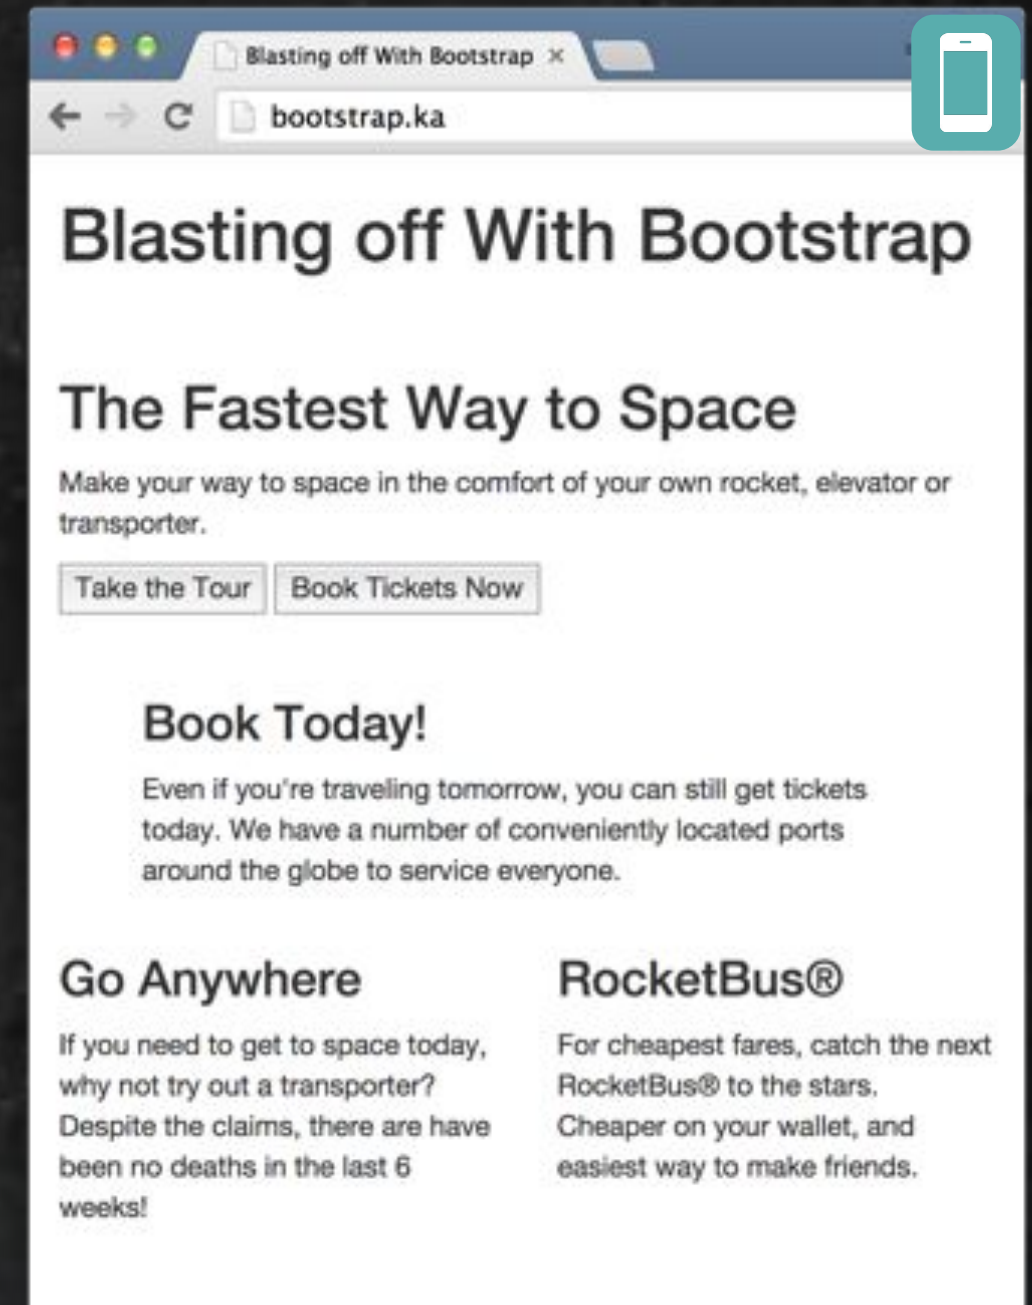 Blasting off With Bootstrap
bootstrap.ka
Blasting off With Bootstrap
The Fastest Way to Space
Make your way to space in the comfort of your own rocket, elevator or
transporter.
Take the Tour
Book Tickets Now
Book Today!
Even if you're traveling tomorrow, you can still get tickets
today. We have a number of conveniently located ports
around the globe to service everyone.
Go Anywhere
If you need to get to space today,
why not try out a transporter?
Despite the claims, there are have
been no deaths in the last 6
weeks!
RocketBus®
For cheapest fares, catch the next
RocketBus® to the stars.
Cheaper on your wallet, and
easiest way to make friends.